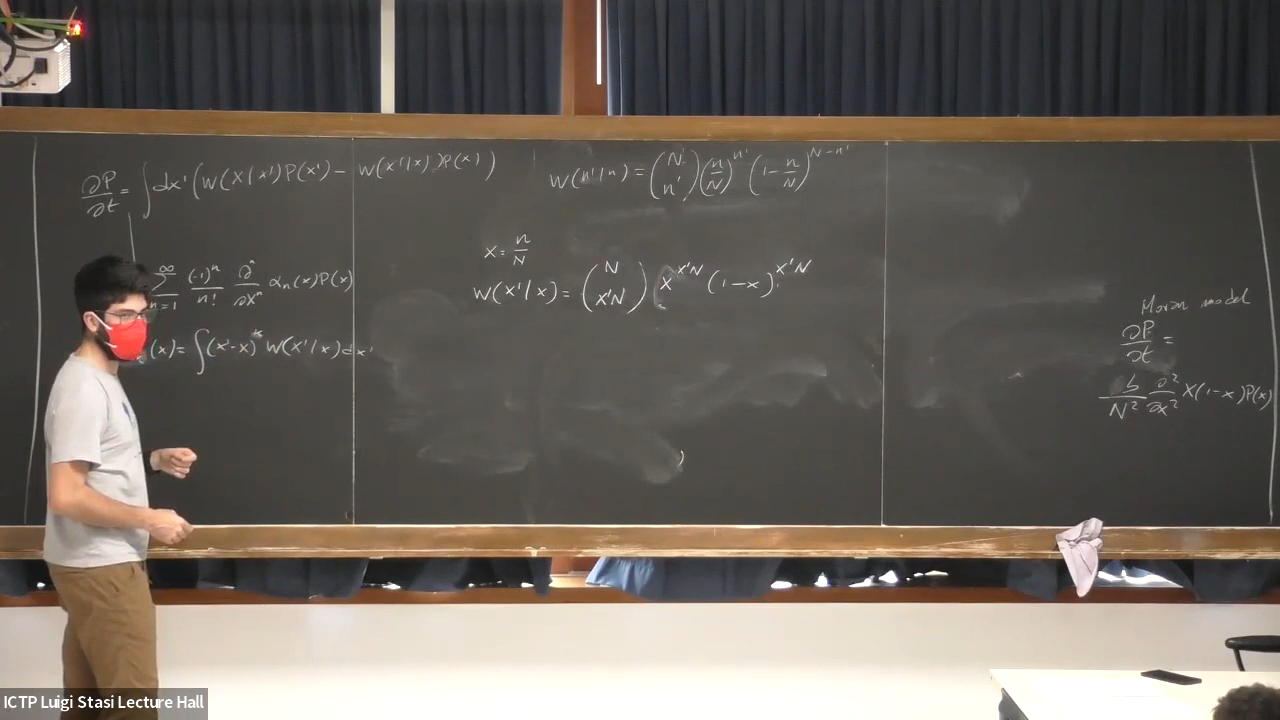 ∂P/∂t = ∫dx' (W(x|x')P(x') − W(x'|x)P(x))
∑_{n=1}^{∞} (-1)^n/n! ∂^n/∂x^n α_n(x)P(x)
(x) = ∫(x'-x)^k W(x'|x)dx'
W(n'|n) = (N n') (n/N)^{n'} (1-n/N)^{N-n'}
x = n/N
W(x'|x) = (N x'N) x^{x'N} (1-x)^{x'N}
Moran model
∂P/∂t =
/N² ∂²/∂x² x(1-x)P(x)
ICTP Luigi Stasi Lecture Hall